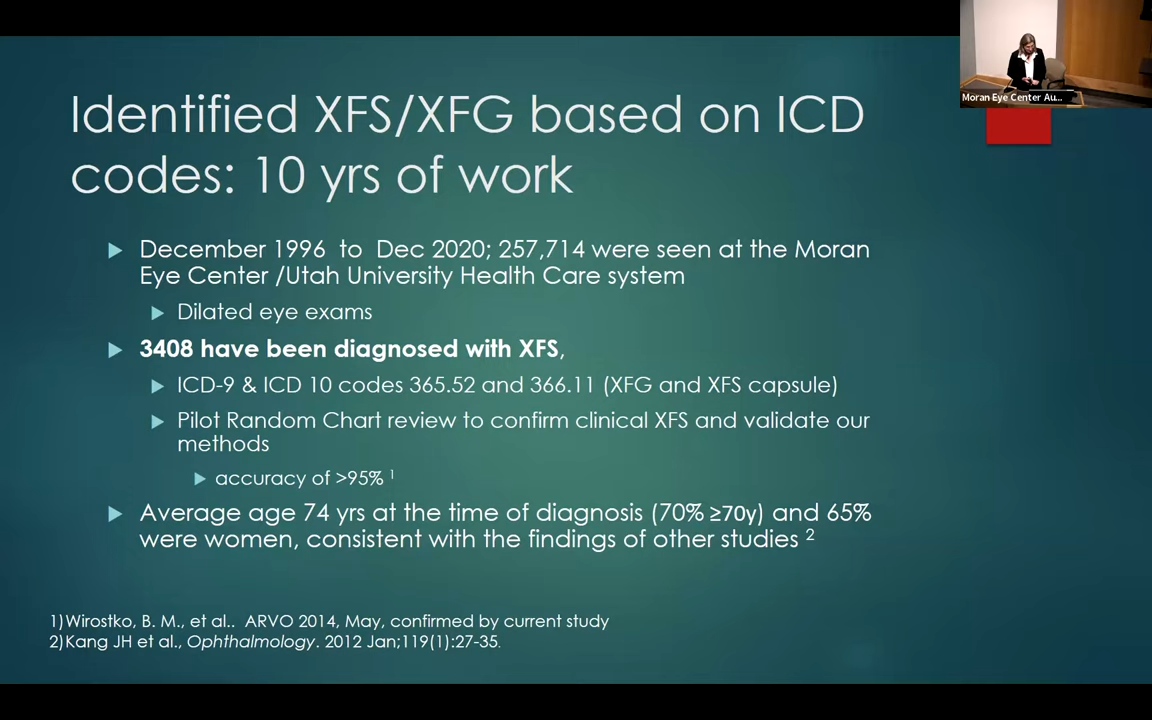 Identified XFS/XFG based on ICD
codes: 10 yrs of work
December 1996 to Dec 2020; 257,714 were seen at the Moran
Eye Center /Utah University Health Care system
Dilated eye exams
3408 have been diagnosed with XFS,
ICD-9 & ICD 10 codes 365.52 and 366.11 (XFG and XFS capsule)
Pilot Random Chart review to confirm clinical XFS and validate our
methods
accuracy of >95% 1
Average age 74 yrs at the time of diagnosis (70% ≥70y) and 65%
were women, consistent with the findings of other studies 2
1)Wirostko, B. M., et al.. ARVO 2014, May, confirmed by current study
2)Kang JH et al., Ophthalmology. 2012 Jan;119(1):27-35.
Moran Eye Center Au...